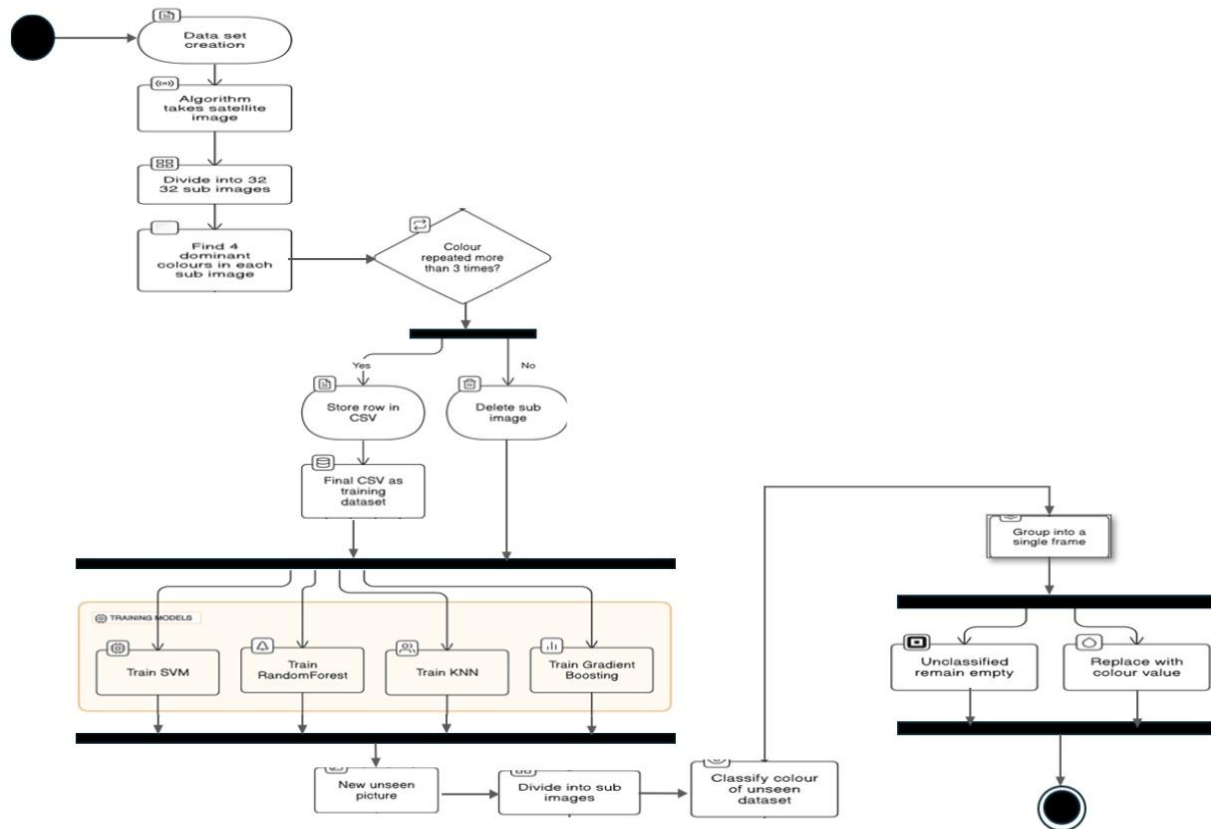 Data set
creation
Algorithm
takes satellite
image
Divide into 32
32 sub images
Find 4
dominant
colours in each
sub image
Colour
repeated more
than 3 times?
Yes
No
Store row in
CSV
Delete sub
image
Final CSV as
training
dataset
TRAINING MODELS
Train SVM
Train
RandomForest
Train KNN
Train Gradient
Boosting
New unseen
picture
Divide into sub
images
Classify colour
of unseen
dataset
Group into a
single frame
Unclassified
remain empty
Replace with
colour value